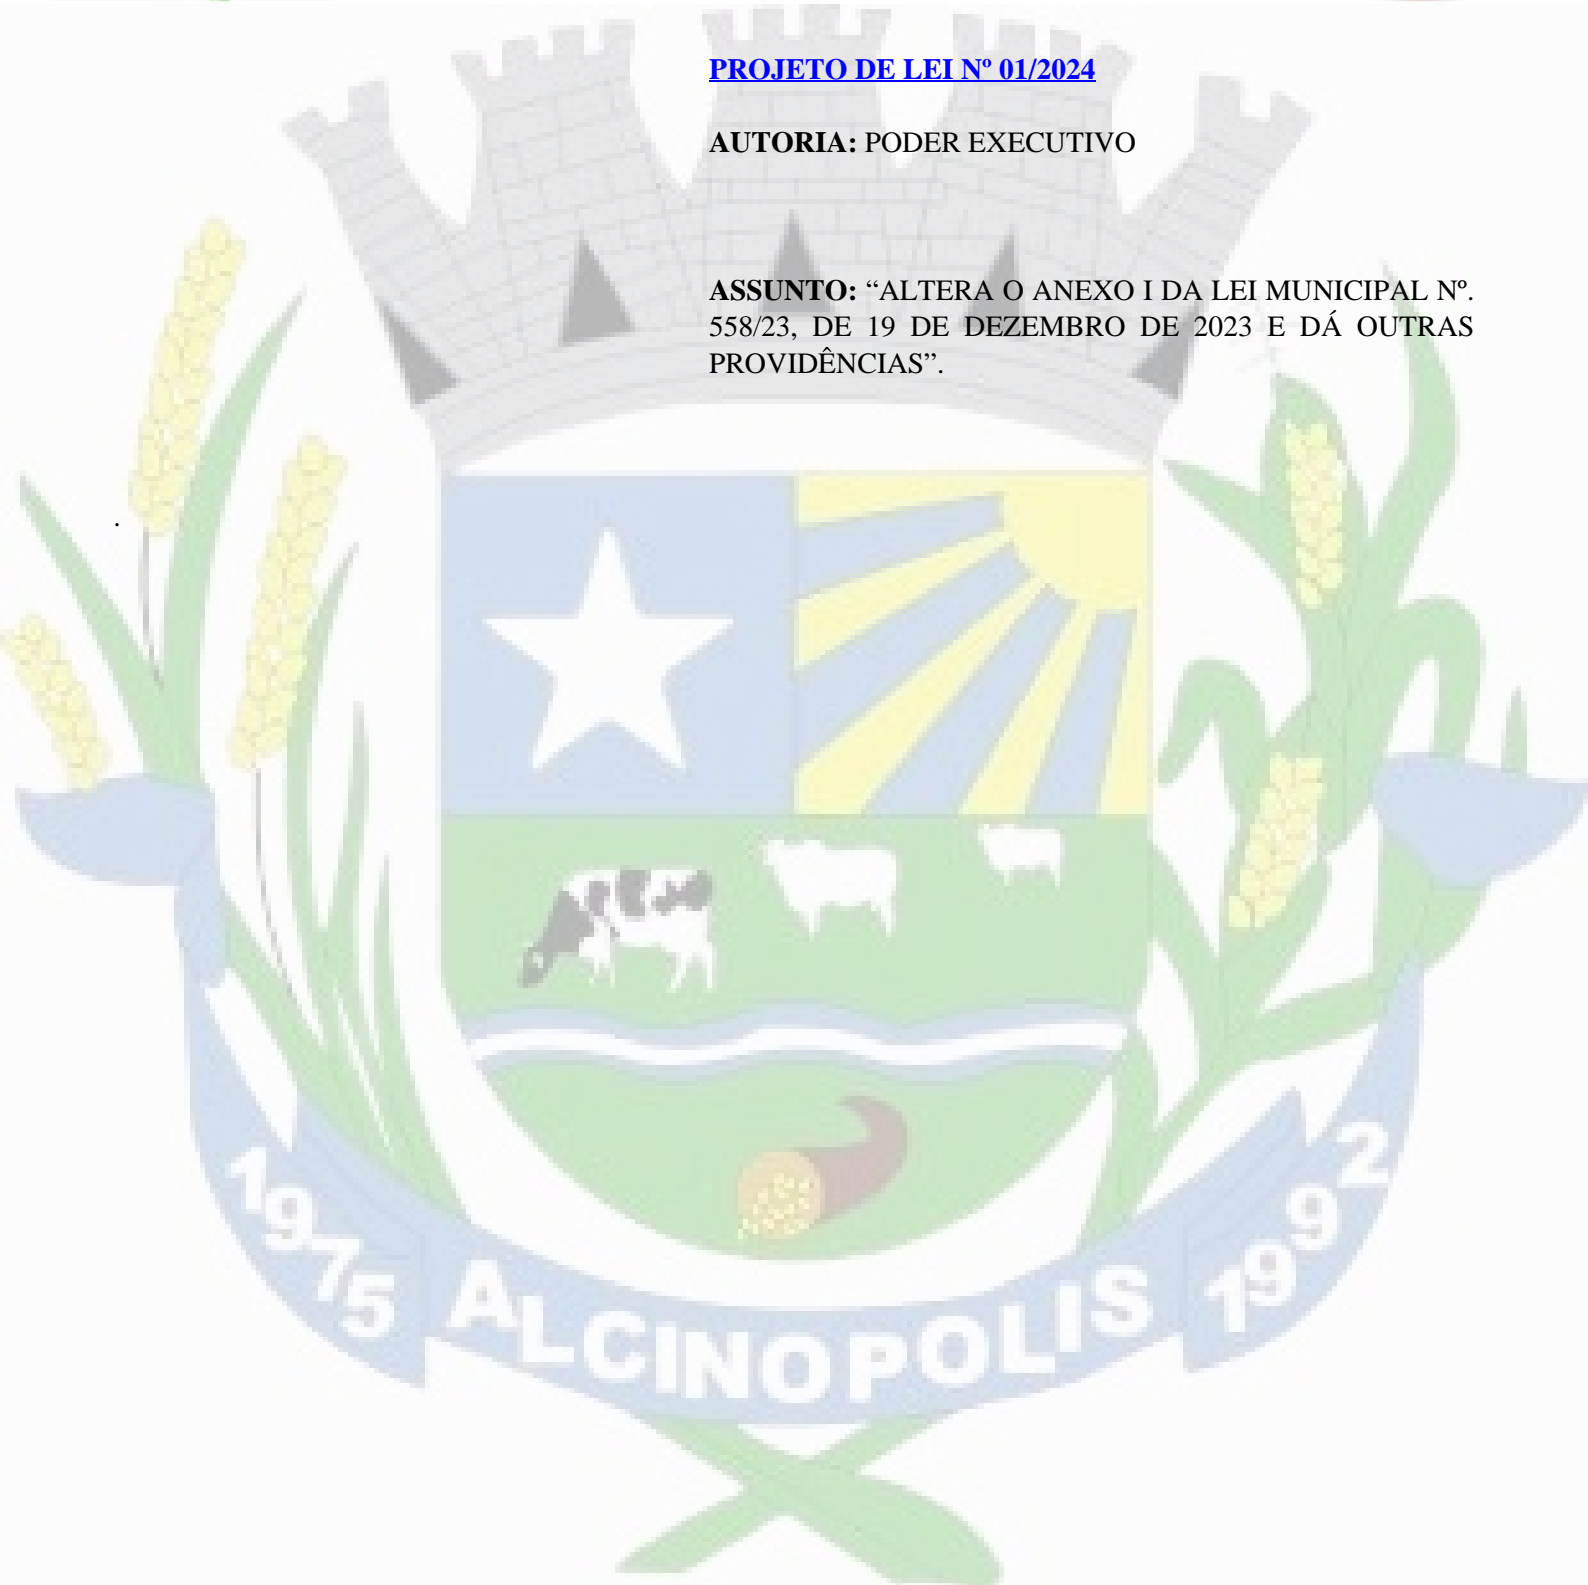 PROJETO DE LEI Nº 01/2024
AUTORIA: PODER EXECUTIVO
ASSUNTO: “ALTERA O ANEXO I DA LEI MUNICIPAL Nº.
558/23, DE 19 DE DEZEMBRO DE 2023 E DÁ OUTRAS
PROVIDÊNCIAS”.
.
1975 ALCINOPOLIS 1992